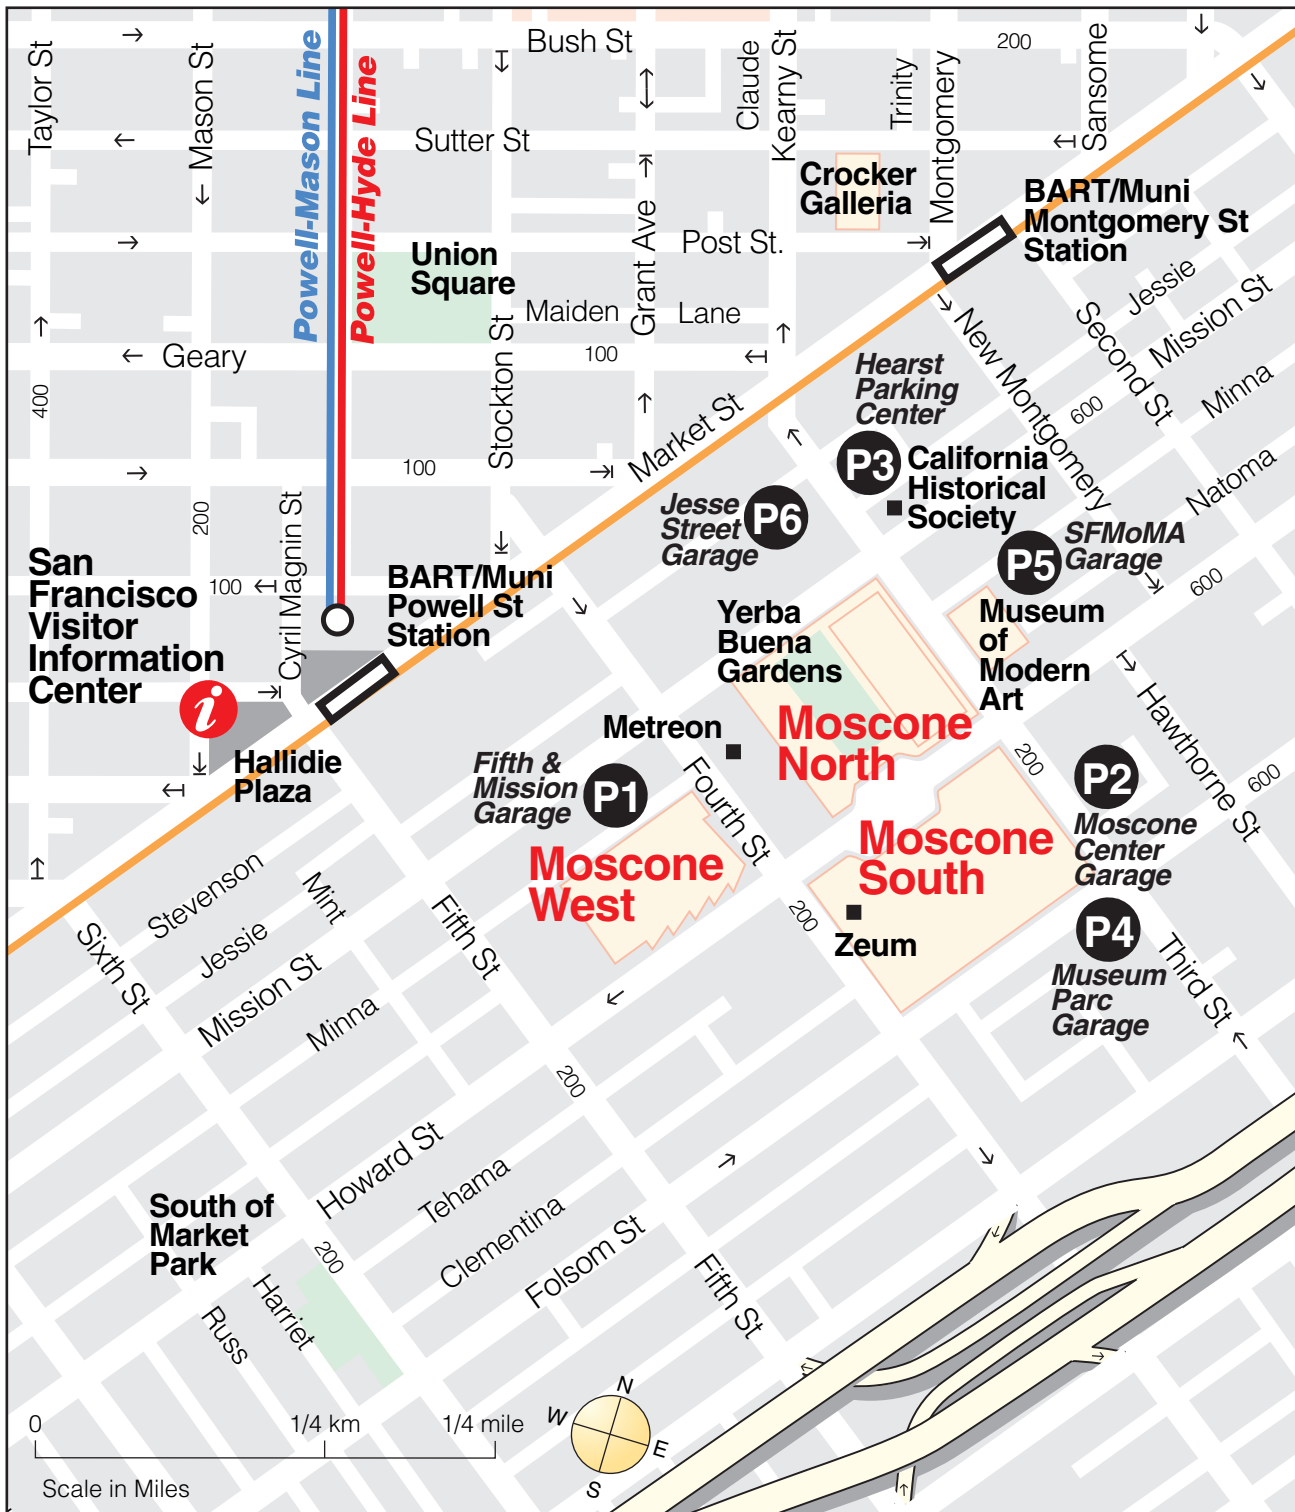 Bush St
200
Taylor St
Mason St
Powell-Mason Line
Powell-Hyde Line
Claude
Kearny St
Trinity
Montgomery
Sansome
Sutter St
Crocker
Galleria
BART/Muni
Montgomery St
Station
Grant Ave
Post St.
Union
Square
Maiden
Lane
Jessie
Mission St
Second St
Minna
Natoma
Geary
100
Stockton St
Market St
Hearst
Parking
Center
New Montgomery
600
400
100
P3
California
Historical
Society
200
Cyril Magnin St
Jesse
Street
Garage
P6
SFMoMA
Garage
P5
600
San
Francisco
Visitor
Information
Center
i
100
BART/Muni
Powell St
Station
Yerba
Buena
Gardens
Museum
of
Modern
Art
Hallidie
Plaza
Metreon
Moscone
North
200
Hawthorne St
600
P2
Moscone
Center
Garage
Fifth &
Mission
Garage
P1
Fourth St
Moscone
West
Moscone
South
200
Zeum
P4
Museum
Parc
Garage
Third St
Stevenson
Jessie
Mint
Mission St
Minna
Sixth St
Fifth St
200
Howard St
Tehama
Clementina
Folsom St
Fifth St
South of
Market
Park
200
Harriet
Russ
N
W
E
S
0
1/4 km
1/4 mile
Scale in Miles